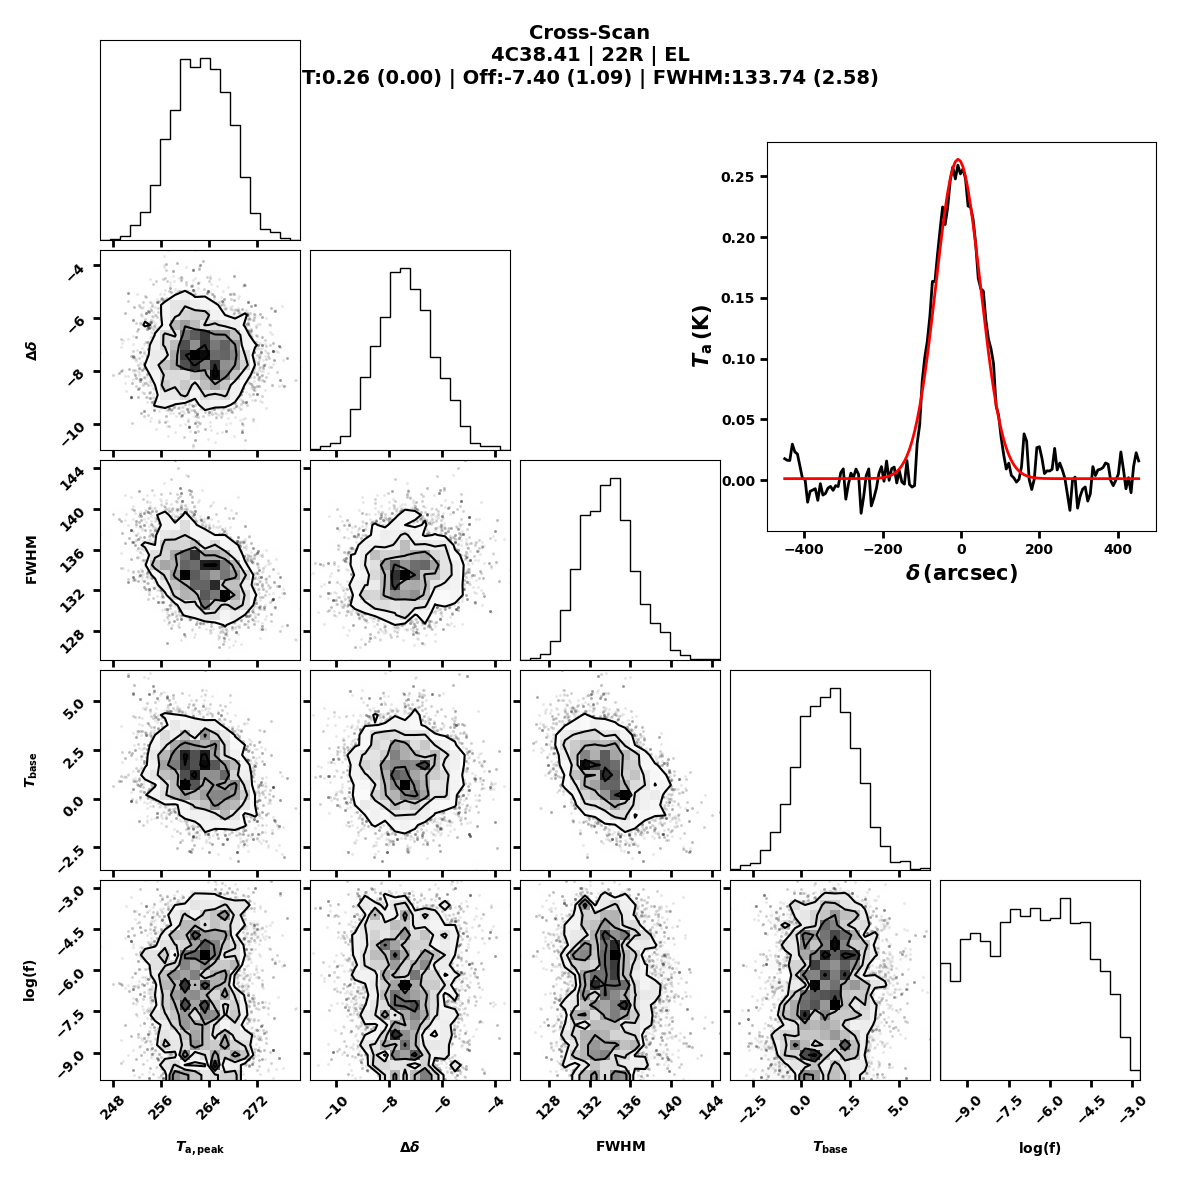 Cross-Scan
4C38.41 | 22R | EL
T:0.26 (0.00) | Off:-7.40 (1.09) | FWHM:133.74 (2.58)
0.25
0.20
0.15
0.10
0.05
0.00
Tₐ (K)
−400 −200 0 200 400
δ (arcsec)
−4
−6
−8
−10
Δδ
144
140
136
132
128
FWHM
5.0
2.5
0.0
−2.5
T_base
−3.0
−4.5
−6.0
−7.5
−9.0
log(f)
248 256 264 272
−10 −8 −6 −4
128 132 136 140 144
−2.5 0.0 2.5 5.0
−9.0 −7.5 −6.0 −4.5 −3.0
T_a,peak
Δδ
FWHM
T_base
log(f)